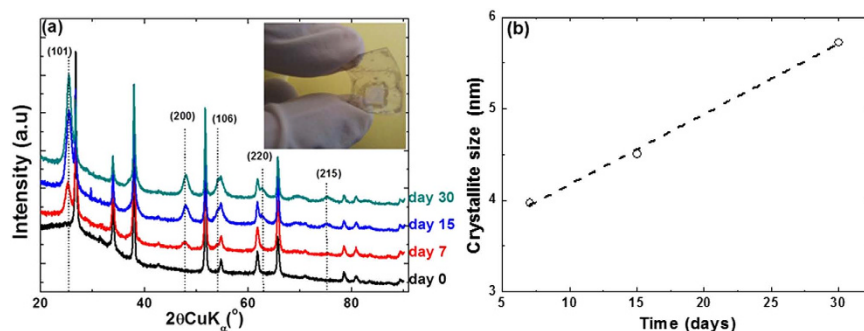 (a)
(101)
(200)
(106)
(220)
(215)
day 30
day 15
day 7
day 0
Intensity (a.u)
20
40
60
80
2θCuKα(°)
(b)
6
5
4
3
Crystallite size (nm)
5
10
15
20
25
30
Time (days)